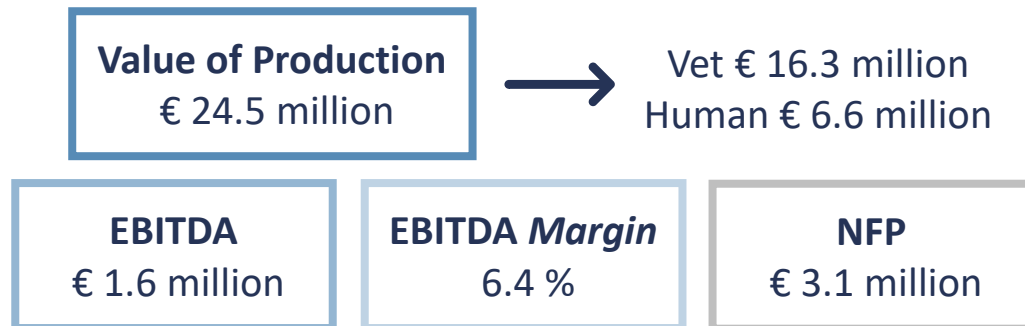 Value of Production
€ 24.5 million
Vet € 16.3 million
Human € 6.6 million
EBITDA
€ 1.6 million
EBITDA Margin
6.4 %
NFP
€ 3.1 million